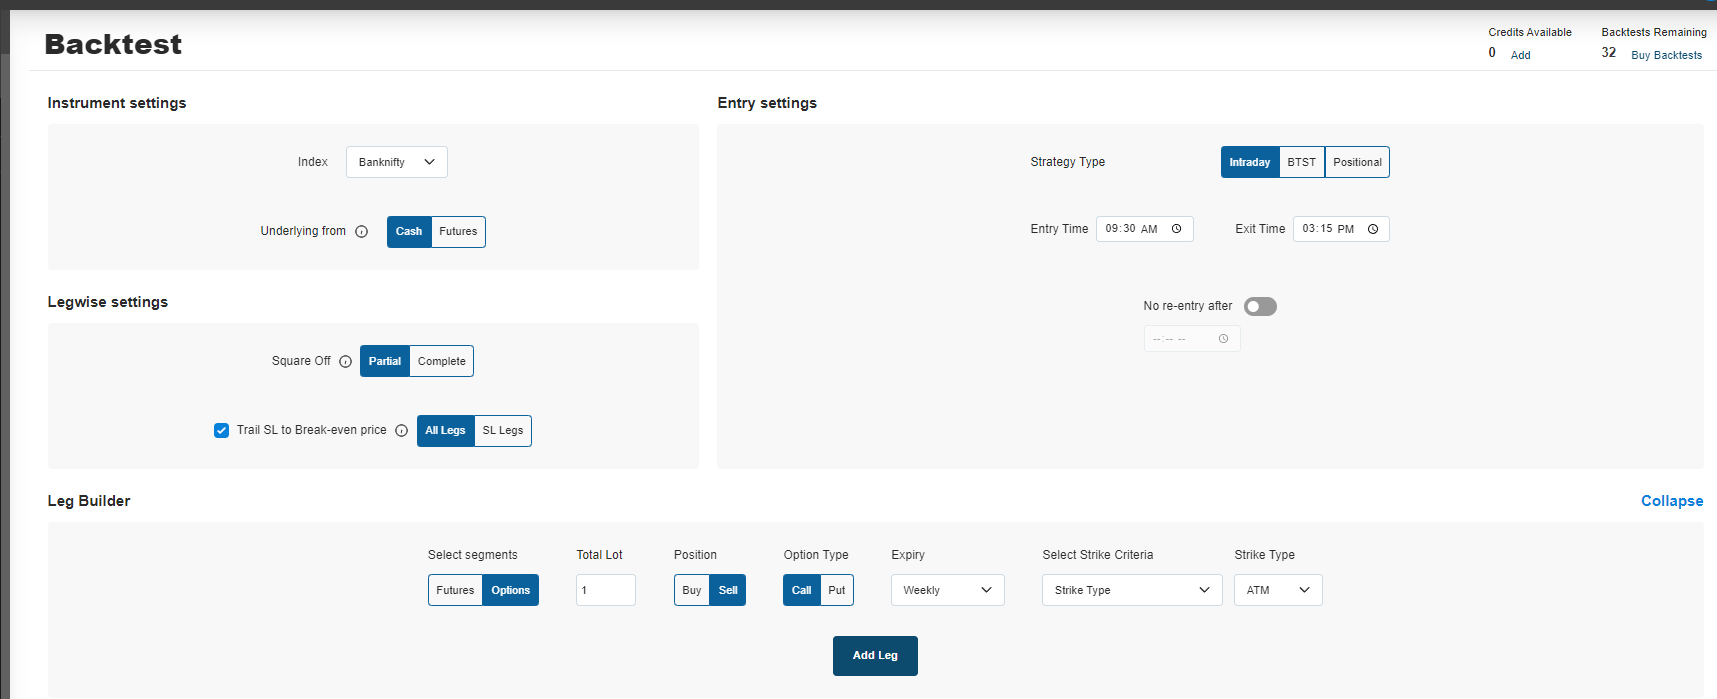 Backtest
Credits Available
0 Add
Backtests Remaining
32 Buy Backtests
Instrument settings
Index Banknifty
Underlying from Cash Futures
Legwise settings
Square Off Partial Complete
Trail SL to Break-even price All Legs SL Legs
Entry settings
Strategy Type Intraday BTST Positional
Entry Time 09:30 AM Exit Time 03:15 PM
No re-entry after
--:-- --
Leg Builder
Collapse
Select segments Total Lot Position Option Type Expiry Select Strike Criteria Strike Type
Futures Options 1 Buy Sell Call Put Weekly Strike Type ATM
Add Leg